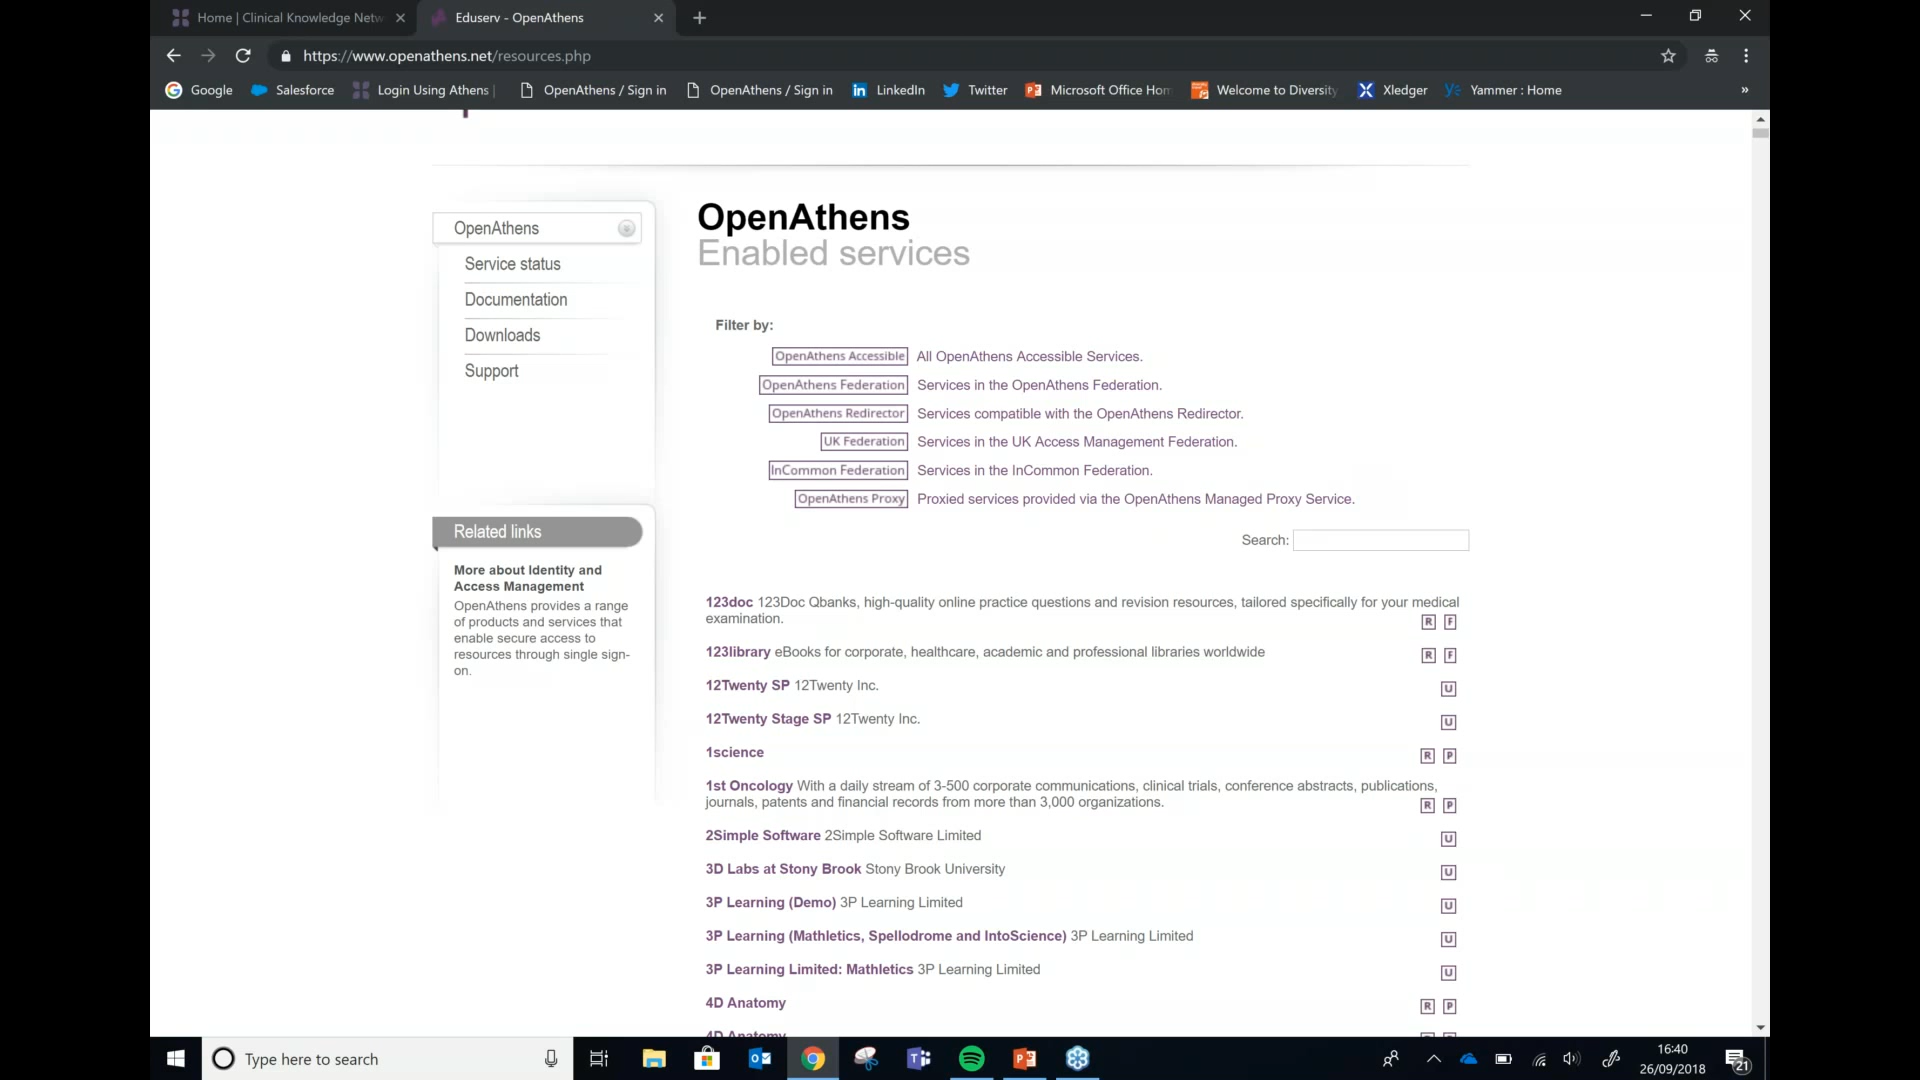 Home | Clinical Knowledge Netw
Eduserv - OpenAthens
https://www.openathens.net/resources.php
Google
Salesforce
Login Using Athens |
OpenAthens / Sign in
OpenAthens / Sign in
LinkedIn
Twitter
Microsoft Office Hom
Welcome to Diversity
Xledger
Yammer : Home
»
OpenAthens
Service status
Documentation
Downloads
Support
Related links
More about Identity and
Access Management
OpenAthens provides a range
of products and services that
enable secure access to
resources through single sign-
on.
OpenAthens
Enabled services
Filter by:
OpenAthens Accessible All OpenAthens Accessible Services.
OpenAthens Federation Services in the OpenAthens Federation.
OpenAthens Redirector Services compatible with the OpenAthens Redirector.
UK Federation Services in the UK Access Management Federation.
InCommon Federation Services in the InCommon Federation.
OpenAthens Proxy Proxied services provided via the OpenAthens Managed Proxy Service.
Search:
123doc 123Doc Qbanks, high-quality online practice questions and revision resources, tailored specifically for your medical
examination.
R F
123library eBooks for corporate, healthcare, academic and professional libraries worldwide
R F
12Twenty SP 12Twenty Inc.
U
12Twenty Stage SP 12Twenty Inc.
U
1science
R P
1st Oncology With a daily stream of 3-500 corporate communications, clinical trials, conference abstracts, publications,
journals, patents and financial records from more than 3,000 organizations.
R P
2Simple Software 2Simple Software Limited
U
3D Labs at Stony Brook Stony Brook University
U
3P Learning (Demo) 3P Learning Limited
U
3P Learning (Mathletics, Spellodrome and IntoScience) 3P Learning Limited
U
3P Learning Limited: Mathletics 3P Learning Limited
U
4D Anatomy
R P
4D Anatomy
Type here to search
16:40
26/09/2018
21